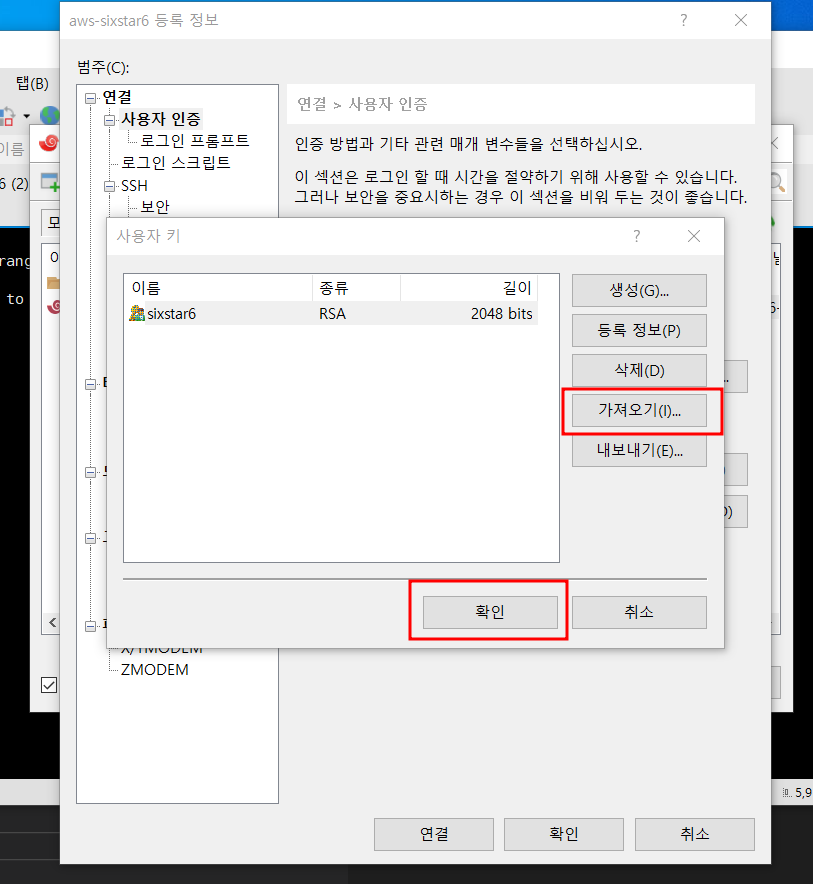 aws-sixstar6 등록 정보
?
탭(B)
범주(C):
연결
사용자 인증
로그인 프롬프트
로그인 스크립트
SSH
보안
연결 > 사용자 인증
인증 방법과 기타 관련 매개 변수들을 선택하십시오.
이 섹션은 로그인 할 때 시간을 절약하기 위해 사용할 수 있습니다.
그러나 보안을 중요시하는 경우 이 섹션을 비워 두는 것이 좋습니다.
이름
6 (2)
rang
to
사용자 키
?
이름 종류 길이
sixstar6 RSA 2048 bits
생성(G)...
등록 정보(P)
삭제(D)
가져오기(I)...
내보내기(E)...
확인 취소
X/YMODEM
ZMODEM
5,9
연결 확인 취소